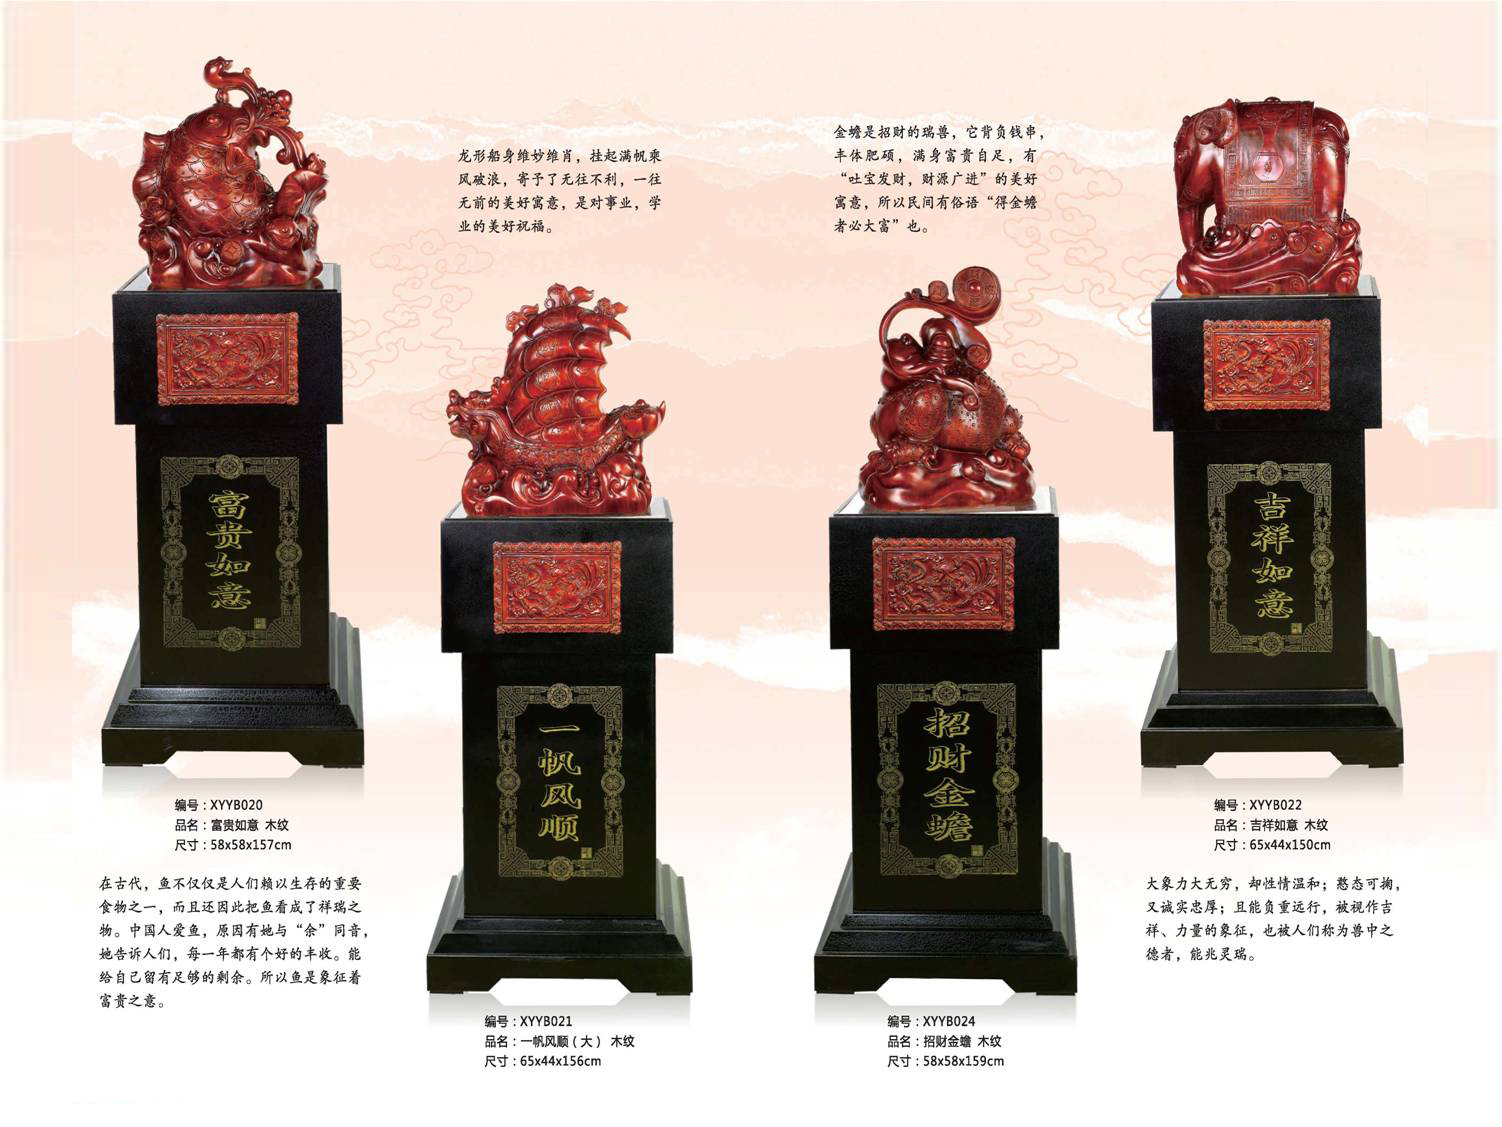 富贵如意
编号：XYYB020
品名：富贵如意 木纹
尺寸：58x58x157cm
在古代，鱼不仅仅是人们赖以生存的重要
食物之一，而且还因此把鱼看成了祥瑞之
物。中国人爱鱼，原因有她与“余”同音，
她告诉人们，每一年都有个好的丰收。能
给自己留有足够的剩余。所以鱼是象征着
富贵之意。
龙形船身维妙维肖，挂起满帆乘
风破浪，寄予了无往不利，一往
无前的美好寓意，是对事业，学
业的美好祝福。
一帆风顺
编号：XYYB021
品名：一帆风顺（大） 木纹
尺寸：65x44x156cm
金蟾是招财的瑞兽，它背负钱串，
丰体肥硕，满身富贵自足，有
“吐宝发财，财源广进”的美好
寓意，所以民间有俗语“得金蟾
者必大富”也。
招财金蟾
编号：XYYB024
品名：招财金蟾 木纹
尺寸：58x58x159cm
吉祥如意
编号：XYYB022
品名：吉祥如意 木纹
尺寸：65x44x150cm
大象力大无穷，却性情温和；憨态可掬，
又诚实忠厚；且能负重远行，被视作吉
祥、力量的象征，也被人们称为兽中之
德者，能兆灵瑞。